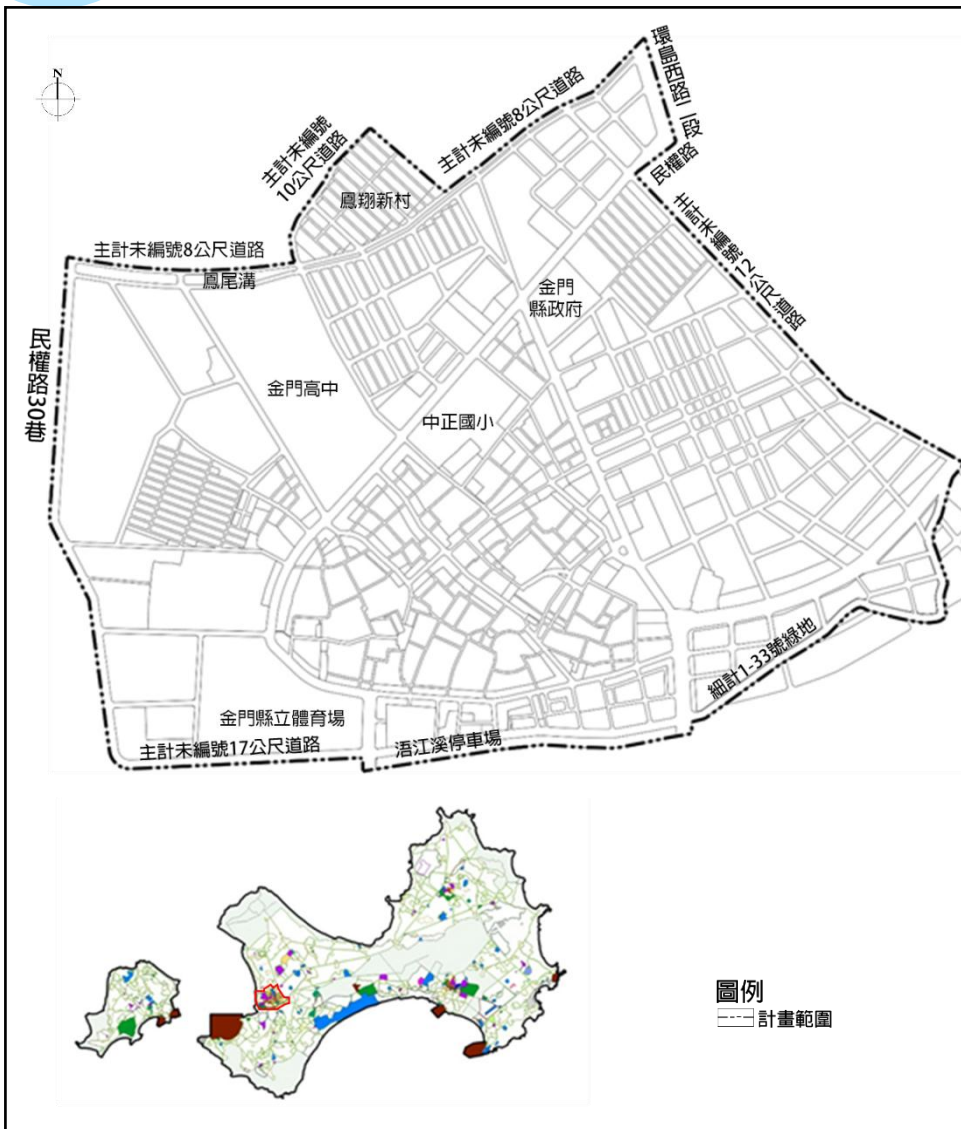 N
環島西路二段
主計未編號8公尺道路
主計未編號
10公尺道路
民權路
鳳翔新村
主計未編號12公尺道路
主計未編號8公尺道路
鳳尾溝
金門
縣政府
民權路30巷
金門高中
中正國小
細計1-33號綠地
金門縣立體育場
主計未編號17公尺道路
浯江溪停車場
圖例
計畫範圍